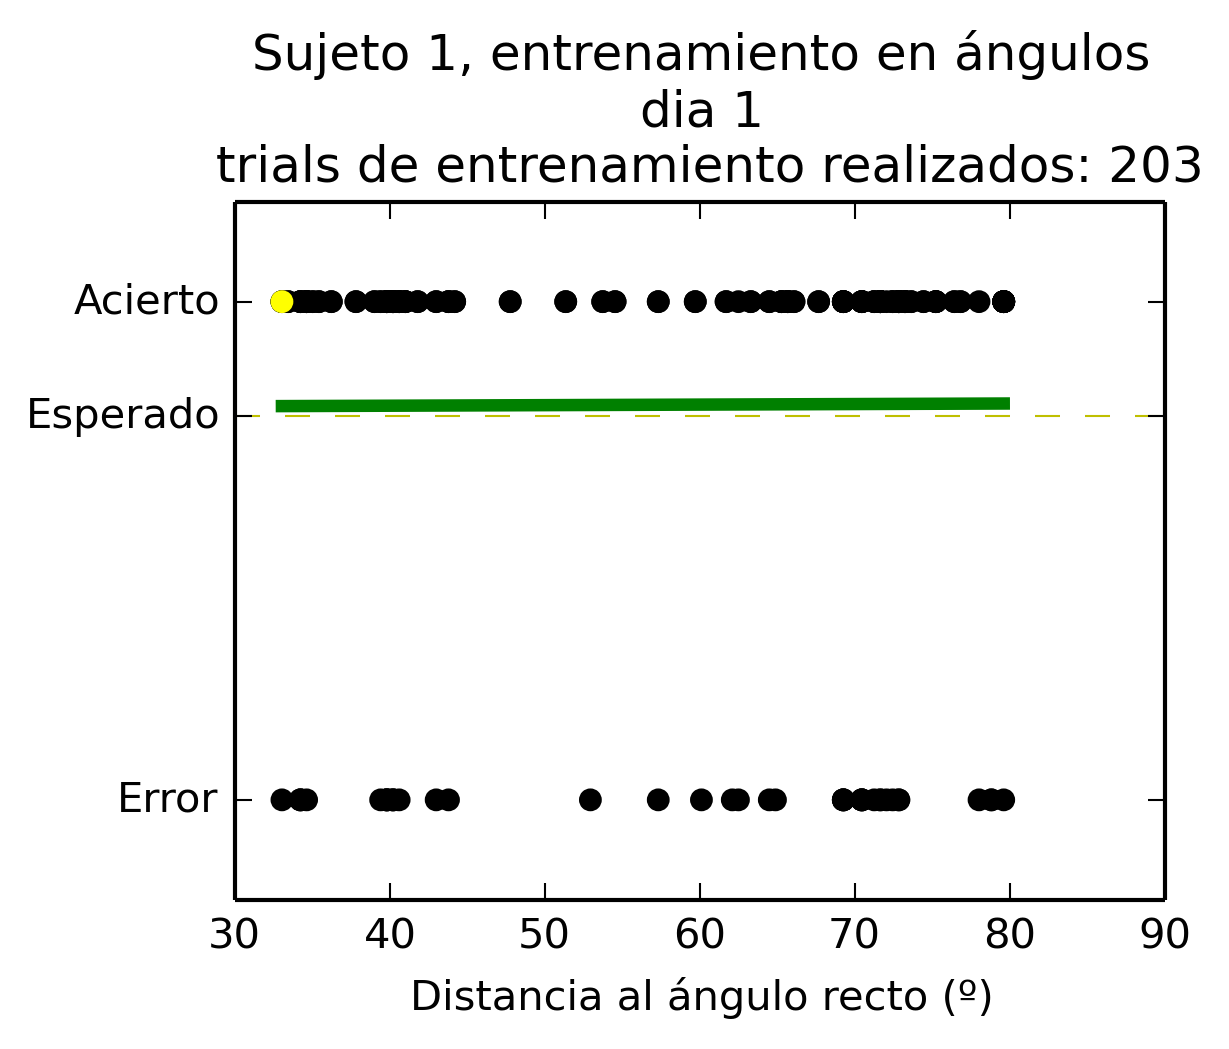 Sujeto 1, entrenamiento en ángulos
dia 1
trials de entrenamiento realizados: 203
Acierto
Esperado
Error
30 40 50 60 70 80 90
Distancia al ángulo recto (º)